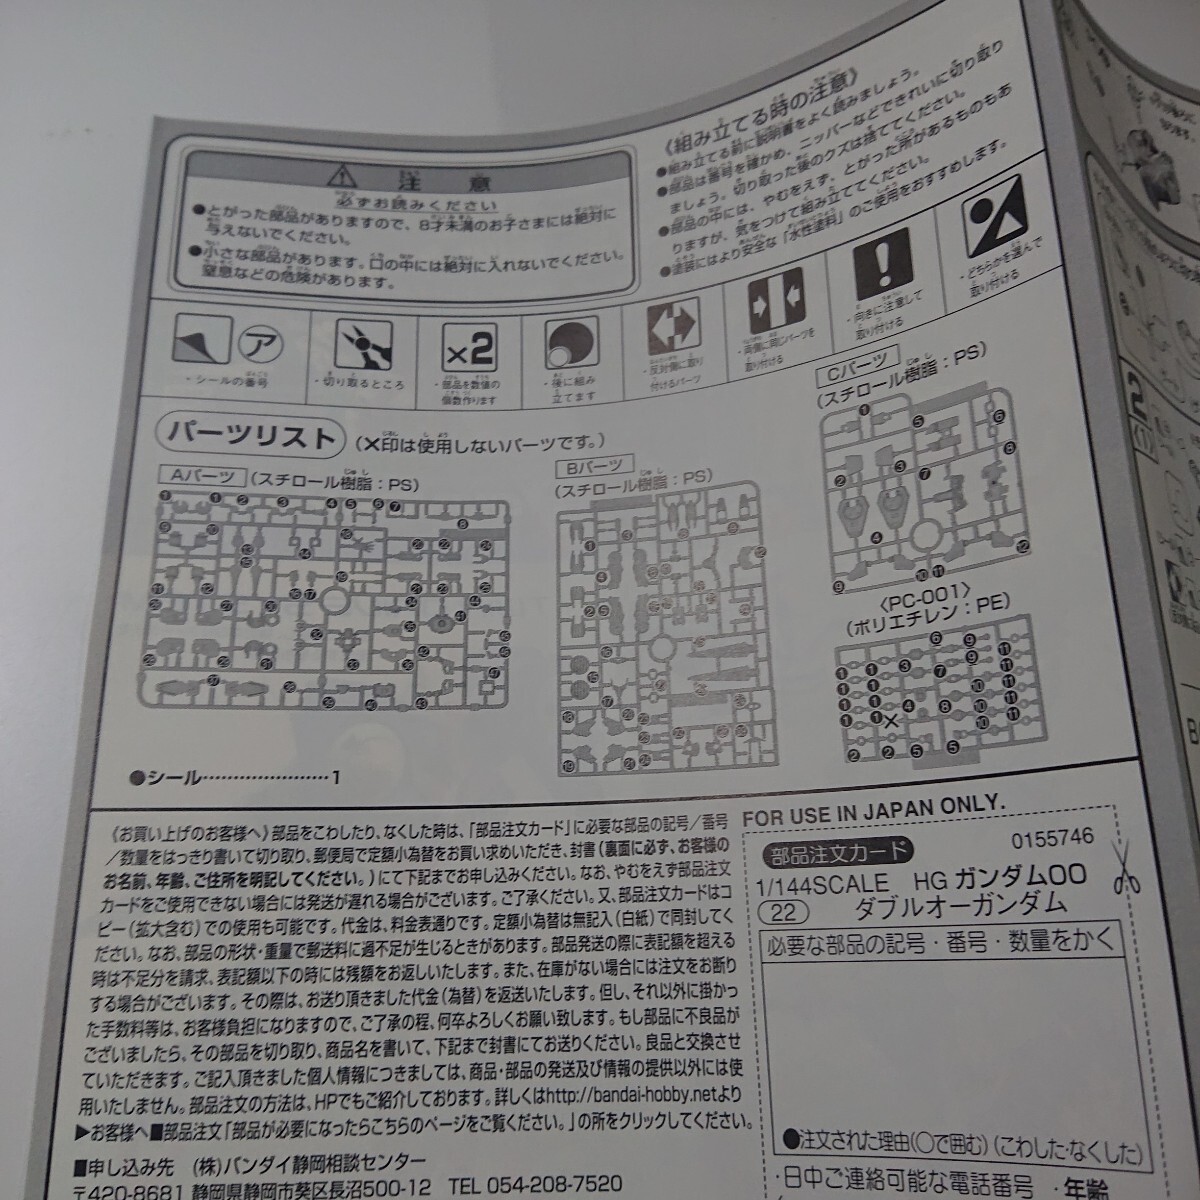 ⚠ 注 意
必ずお読みください
●とがった部品がありますので、8才未満のお子さまには絶対に
与えないでください。
●小さな部品があります。口の中には絶対に入れないでください。
窒息などの危険があります。
《組み立てる時の注意》
●組み立てる前に説明書をよく読みましょう。
●部品は番号を確かめ、ニッパーなどできれいに切り取り
ましょう。切り取った後のクズは捨ててください。
●部品の中には、やむをえず、とがった所があるものもあ
りますが、気をつけて組み立ててください。
●塗装にはより安全な「水性塗料」のご使用をおすすめします。
ア
・シールの番号
・切り取るところ
×2
・部品を数値の
個数作ります
・後に組み
立てます
・反対側に取り
付けるパーツ
・両側に同じパーツを
取り付ける
・向きに注意して
取り付ける
・どちらかを選んで
取り付ける
パーツリスト (×印は使用しないパーツです。)
Aパーツ (スチロール樹脂：PS)
Bパーツ
(スチロール樹脂：PS)
Cパーツ
(スチロール樹脂：PS)
〈PC-001〉
(ポリエチレン：PE)
●シール…………………1
《お買い上げのお客様へ》部品をこわしたり、なくした時は、「部品注文カード」に必要な部品の記号/番号
/数量をはっきり書いて切り取り、郵便局で定額小為替をお買い求めいただき、封書(裏面に必ず、お客様の
お名前、年齢、ご住所を明記してください。)にて下記までお申し込みください。なお、やむをえず部品注文
カードをご使用できない場合には発送が遅れる場合がございます。ご了承ください。又、部品注文カードはコ
ピー(拡大含む)での使用も可能です。代金は、料金表通りです。定額小為替は無記入(白紙)で同封してく
ださい。なお、部品の形状・重量で郵送料に過不足が生じるときがあります。部品発送の際に表記額を超える
時は不足分を請求、表記額以下の時には残額をお返しいたします。また、在庫がない場合には注文をお断り
する場合がございます。その際は、お送り頂きました代金(為替)を返送いたします。但し、それ以外に掛かっ
た手数料等は、お客様負担になりますので、ご了承の程、何卒よろしくお願い致します。もし部品に不良品が
ございましたら、その部品を切り取り、商品名を書いて、下記まで封書にてお送りください。良品と交換させ
ていただきます。ご記入頂きました個人情報につきましては、商品・部品の発送及び情報の提供以外には使
用いたしません。部品注文の方法は、HPでもご紹介しております。詳しくはhttp://bandai-hobby.netより
▶お客様へ■部品注文「部品が必要になったらこちらのページをご覧ください。」の所をクリックしてください。
■申し込み先 (株)バンダイ静岡相談センター
〒420-8681 静岡県静岡市葵区長沼500-12 TEL 054-208-7520
FOR USE IN JAPAN ONLY.
部品注文カード 0155746
1/144SCALE HG ガンダムOO
22 ダブルオーガンダム
必要な部品の記号・番号・数量をかく
●注文された理由(○で囲む)(こわした・なくした)
・日中ご連絡可能な電話番号 ・年齢